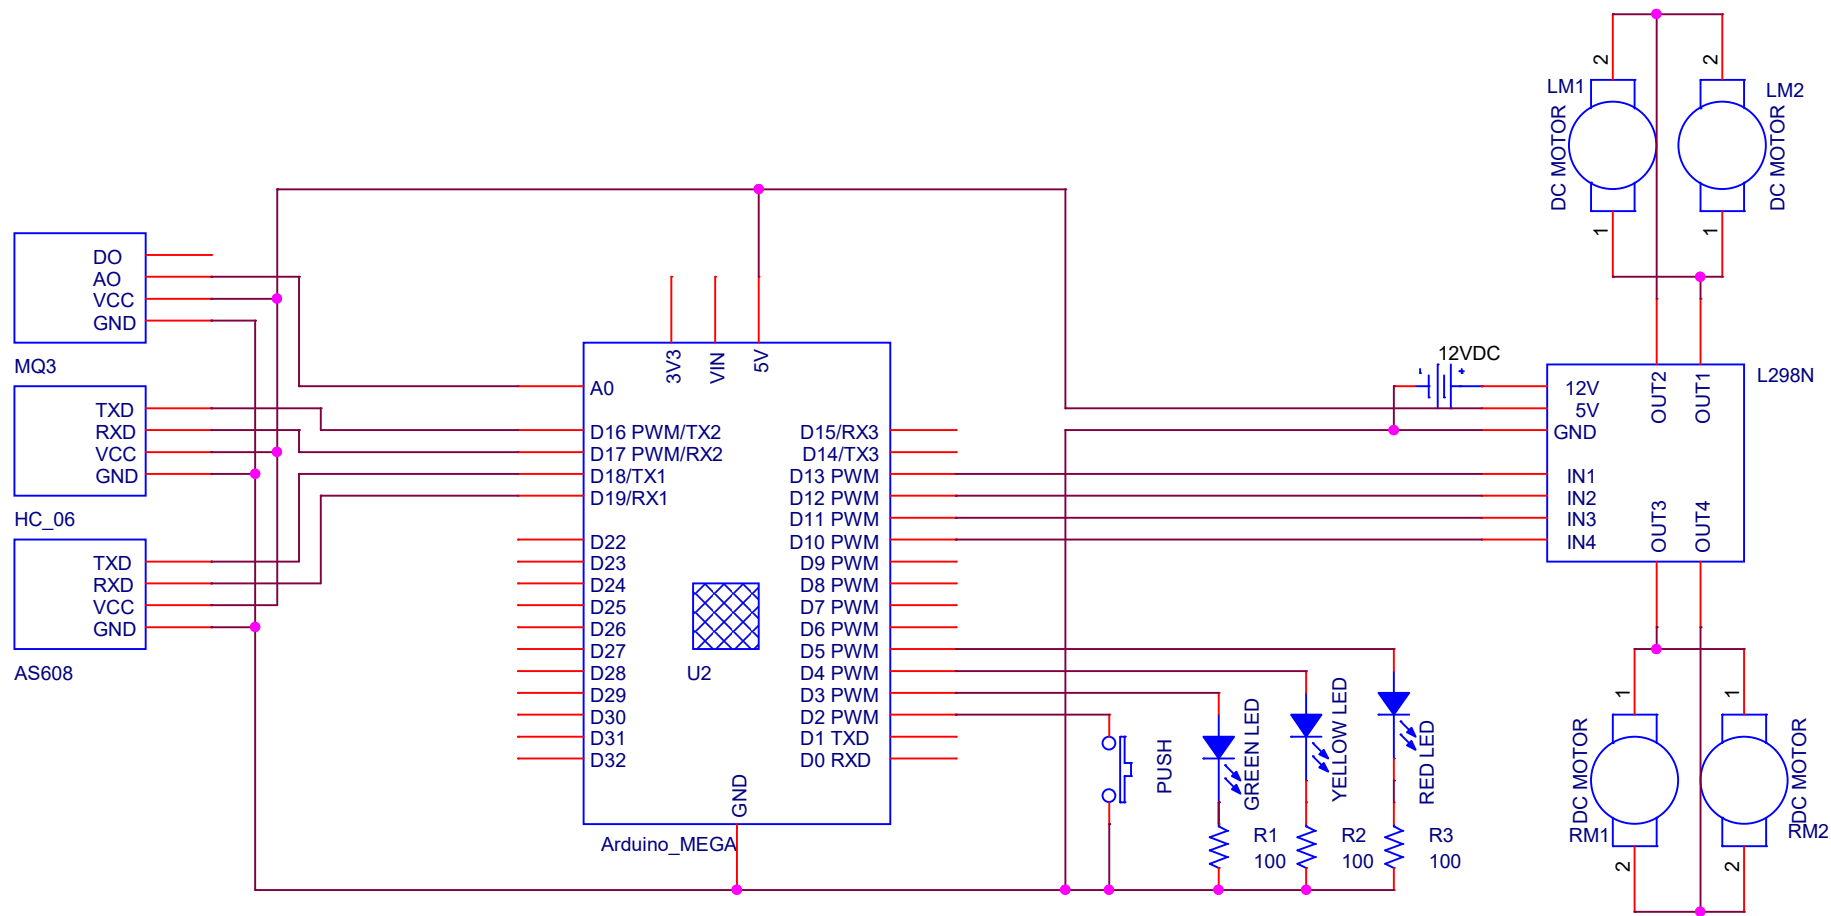 MQ3
DO
AO
VCC
GND
HC_06
TXD
RXD
VCC
GND
AS608
TXD
RXD
VCC
GND
3V3
VIN
5V
A0
D16 PWM/TX2
D17 PWM/RX2
D18/TX1
D19/RX1
D22
D23
D24
D25
D26
D27
D28
D29
D30
D31
D32
D15/RX3
D14/TX3
D13 PWM
D12 PWM
D11 PWM
D10 PWM
D9 PWM
D8 PWM
D7 PWM
D6 PWM
D5 PWM
D4 PWM
D3 PWM
D2 PWM
D1 TXD
D0 RXD
U2
GND
Arduino_MEGA
PUSH
GREEN LED
YELLOW LED
RED LED
R1
100
R2
100
R3
100
12VDC
- +
L298N
12V
5V
GND
IN1
IN2
IN3
IN4
OUT2
OUT1
OUT3
OUT4
LM1
DC MOTOR
2
1
LM2
DC MOTOR
2
1
RM1
DC MOTOR
1
2
RM2
DC MOTOR
1
2